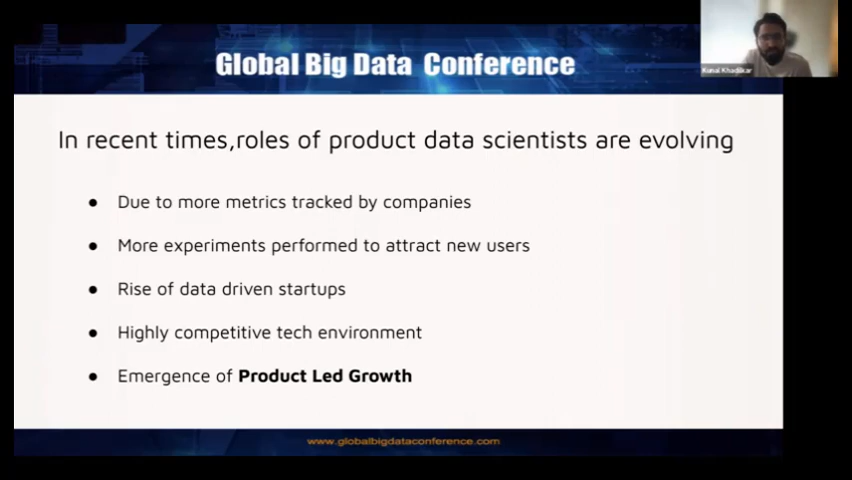 Global Big Data Conference
Kunal Khadilkar
In recent times,roles of product data scientists are evolving
● Due to more metrics tracked by companies
● More experiments performed to attract new users
● Rise of data driven startups
● Highly competitive tech environment
● Emergence of Product Led Growth
www.globalbigdataconference.com